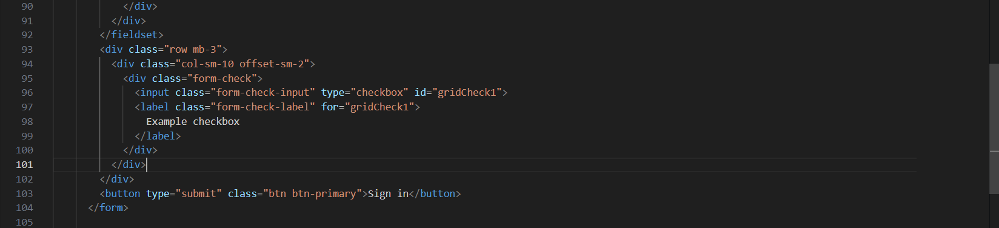 90 </div>
91 </div>
92 </fieldset>
93 <div class="row mb-3">
94 <div class="col-sm-10 offset-sm-2">
95 <div class="form-check">
96 <input class="form-check-input" type="checkbox" id="gridCheck1">
97 <label class="form-check-label" for="gridCheck1">
98 Example checkbox
99 </label>
100 </div>
101 </div>
102 </div>
103 <button type="submit" class="btn btn-primary">Sign in</button>
104 </form>
105